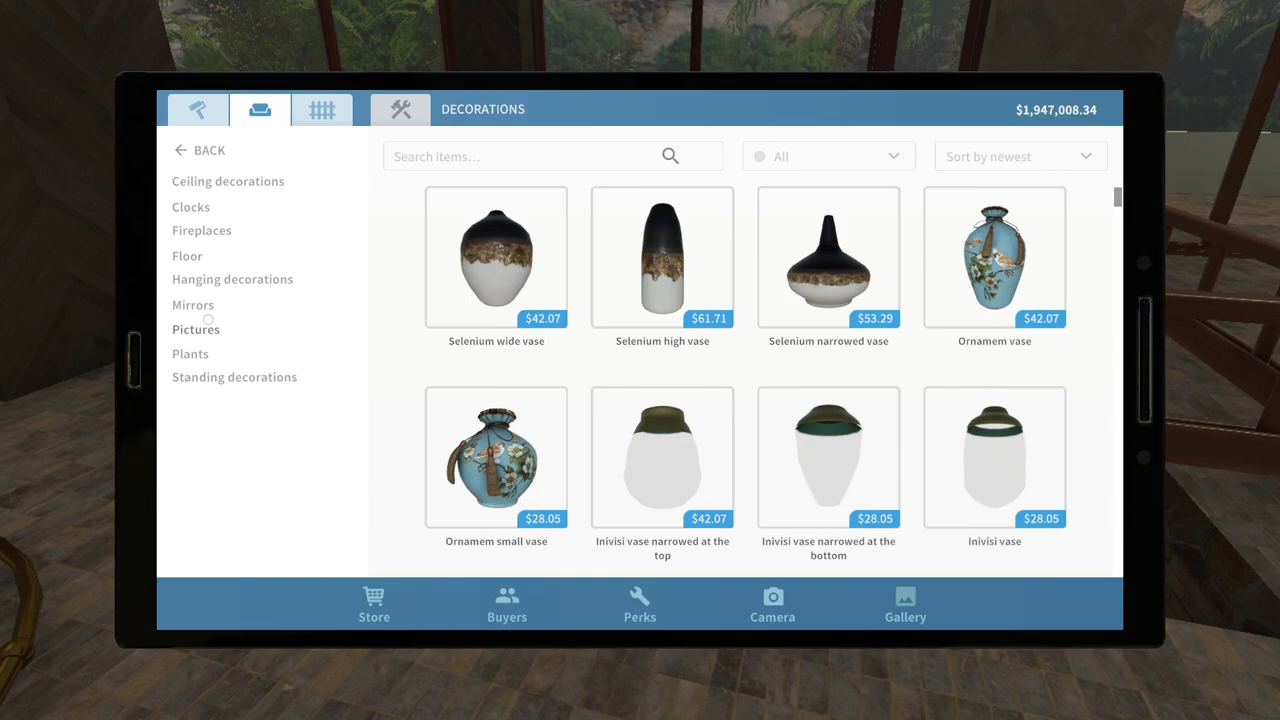 DECORATIONS
$1,947,008.34
BACK
Search items...
All
Sort by newest
Ceiling decorations
Clocks
Fireplaces
Floor
Hanging decorations
Mirrors
Pictures
Plants
Standing decorations
$42.07
$61.71
$53.29
$42.07
Selenium wide vase
Selenium high vase
Selenium narrowed vase
Ornamem vase
$28.05
$42.07
$28.05
$28.05
Ornamem small vase
Inivisi vase narrowed at the
top
Inivisi vase narrowed at the
bottom
Inivisi vase
Store
Buyers
Perks
Camera
Gallery